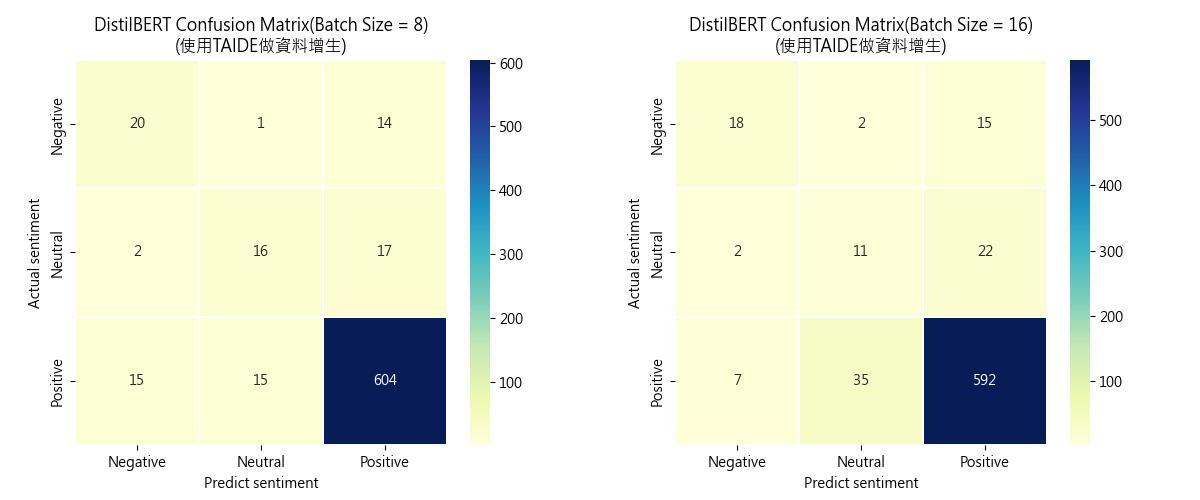 DistilBERT Confusion Matrix(Batch Size = 8)
(使用TAIDE做資料增生)
Actual sentiment
Negative
Neutral
Positive
20 1 14
2 16 17
15 15 604
Negative Neutral Positive
Predict sentiment
600
500
400
300
200
100
DistilBERT Confusion Matrix(Batch Size = 16)
(使用TAIDE做資料增生)
Actual sentiment
Negative
Neutral
Positive
18 2 15
2 11 22
7 35 592
Negative Neutral Positive
Predict sentiment
500
400
300
200
100